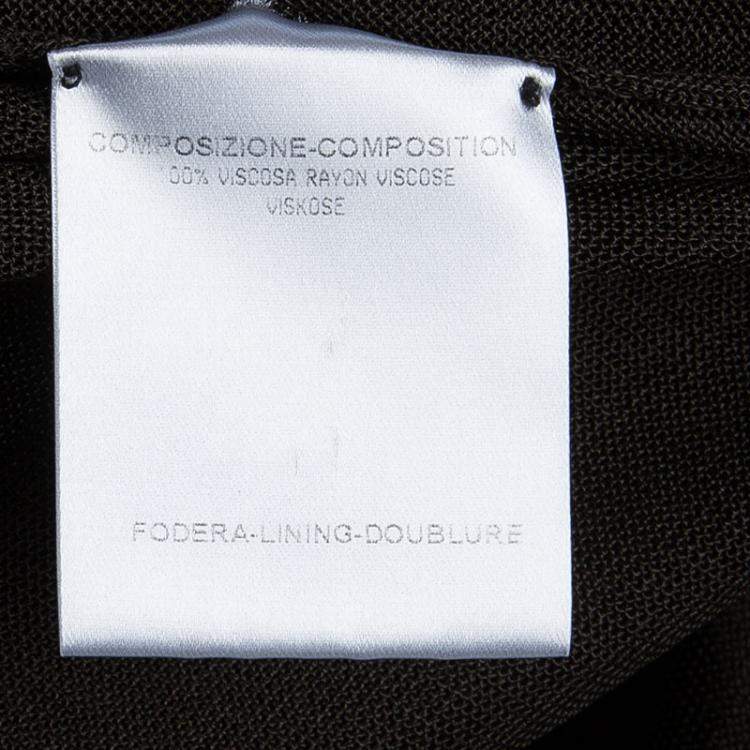 COMPOSIZIONE-COMPOSITION
00% VISCOSA RAYON VISCOSE
VISKOSE
FODERA-LINING-DOUBLURE